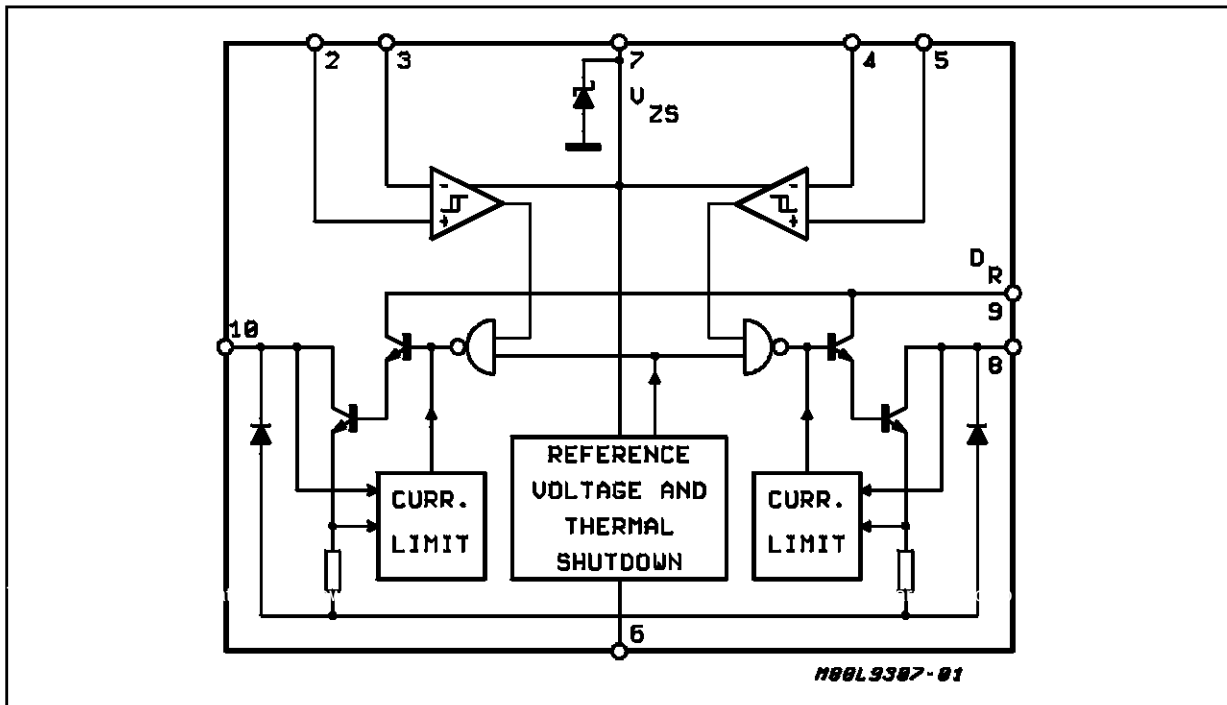 2 3 7 4 5
V ZS
- -
+ +
D R
9
10
8
REFERENCE
VOLTAGE AND
THERMAL
SHUTDOWN
CURR.
LIMIT
CURR.
LIMIT
6
M00L9307-01